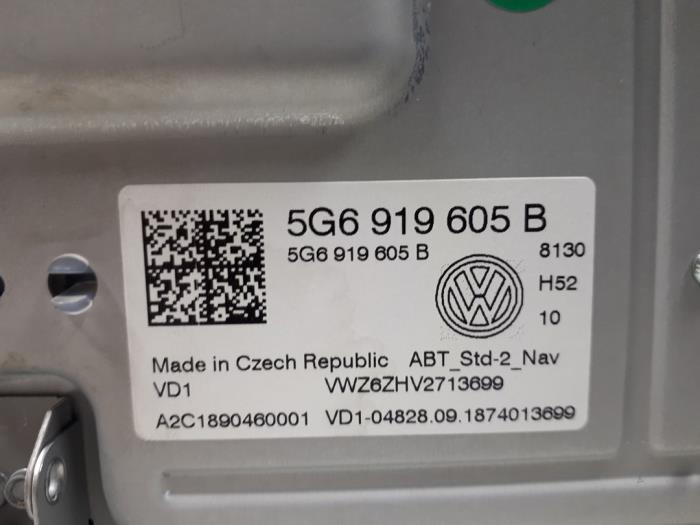 5G6 919 605 B
5G6 919 605 B
8130
H52
10
Made in Czech Republic ABT_Std-2_Nav
VD1 VWZ6ZHV2713699
A2C1890460001 VD1-04828.09.1874013699